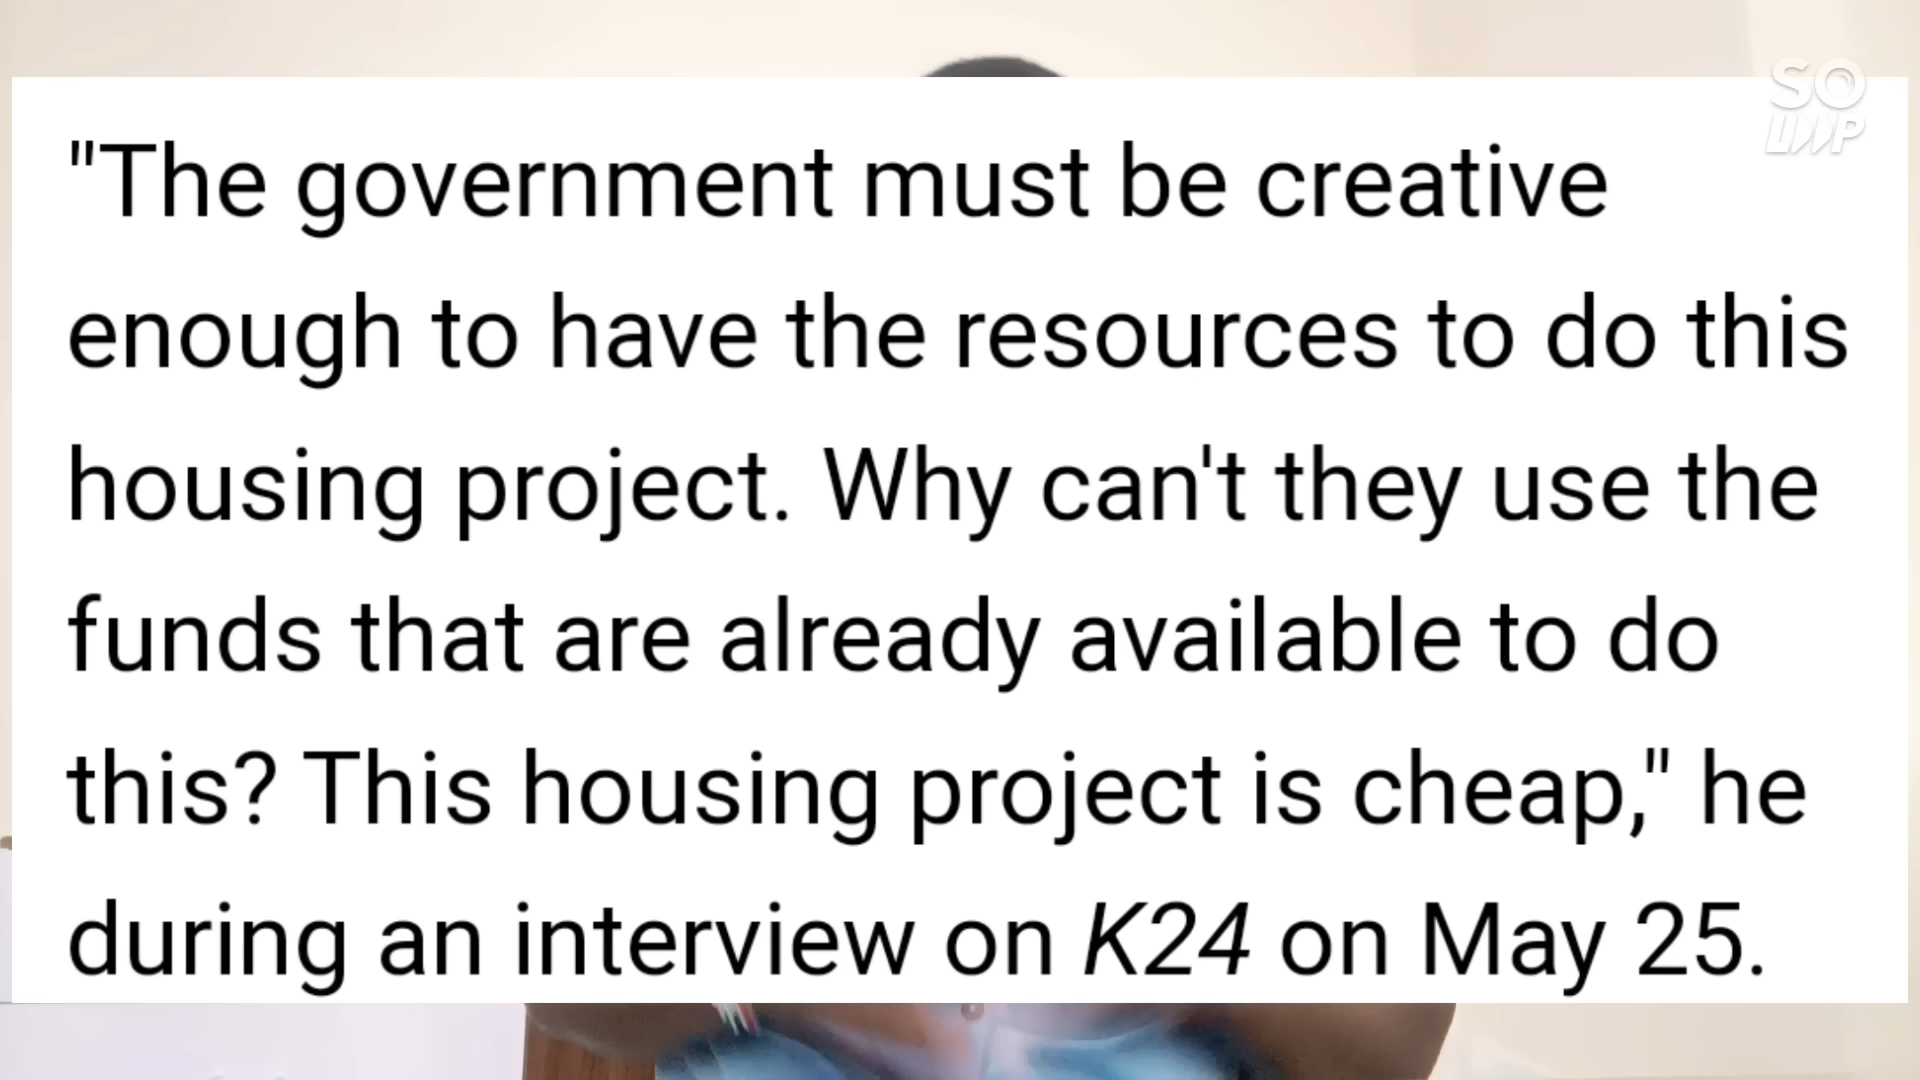 SO
LMP
"The government must be creative
enough to have the resources to do this
housing project. Why can't they use the
funds that are already available to do
this? This housing project is cheap," he
during an interview on K24 on May 25.